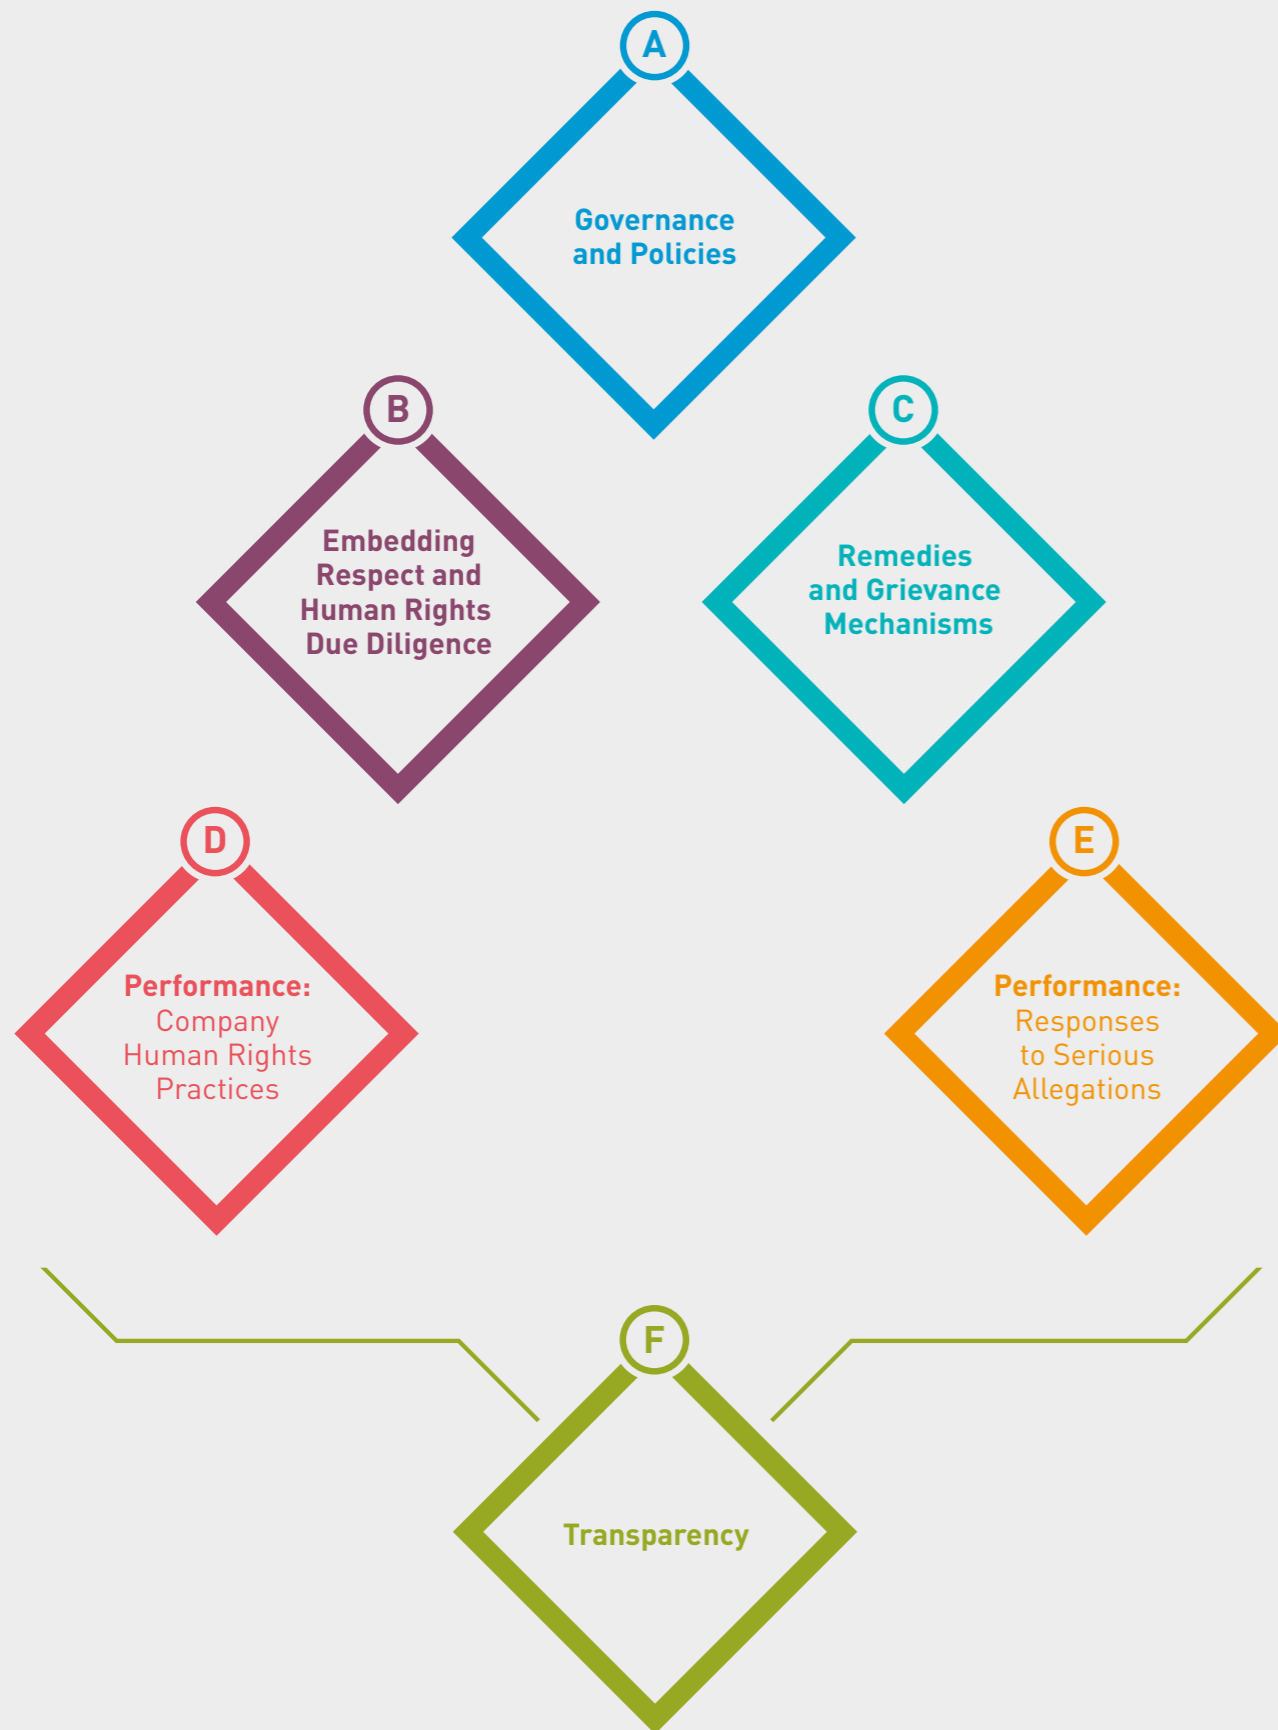 A
Governance
and Policies
B
Embedding
Respect and
Human Rights
Due Diligence
C
Remedies
and Grievance
Mechanisms
D
Performance:
Company
Human Rights
Practices
E
Performance:
Responses
to Serious
Allegations
F
Transparency